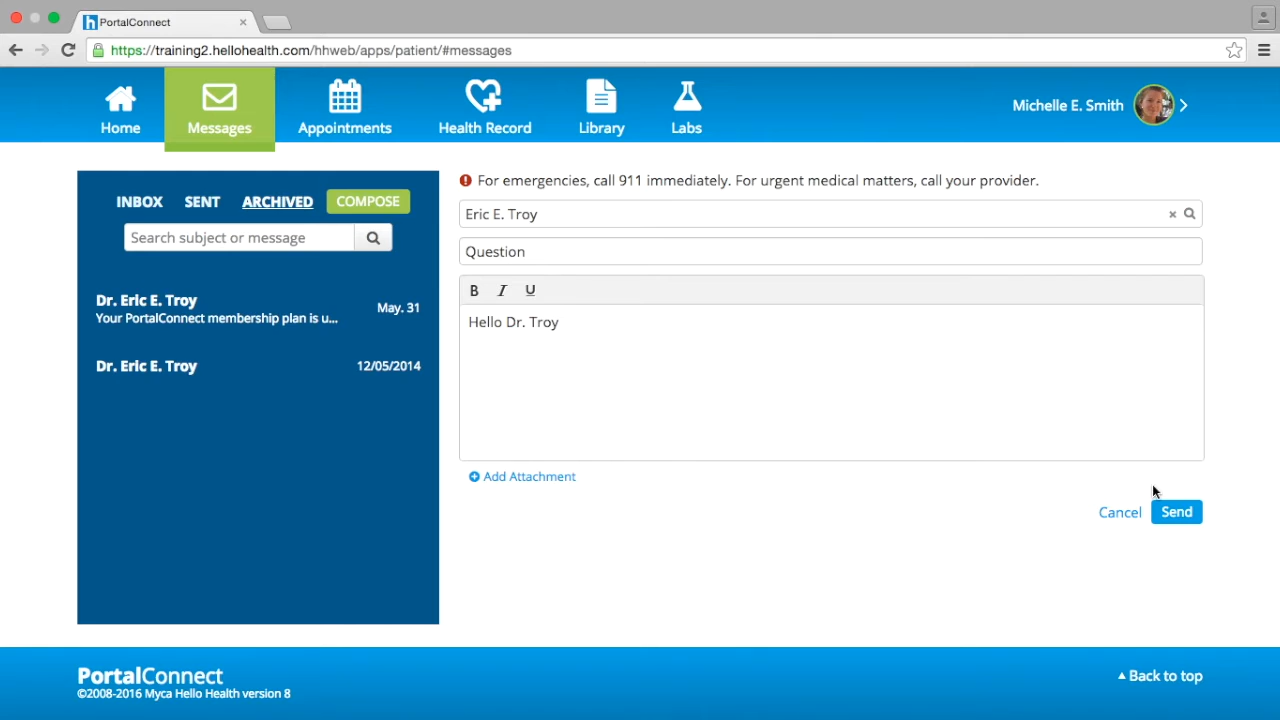 PortalConnect
https://training2.hellohealth.com/hhweb/apps/patient/#messages
Home
Messages
Appointments
Health Record
Library
Labs
Michelle E. Smith
INBOX SENT ARCHIVED COMPOSE
Search subject or message
Dr. Eric E. Troy
May. 31
Your PortalConnect membership plan is u...
Dr. Eric E. Troy
12/05/2014
For emergencies, call 911 immediately. For urgent medical matters, call your provider.
Eric E. Troy
Question
B I U
Hello Dr. Troy
Add Attachment
Cancel Send
PortalConnect
©2008-2016 Myca Hello Health version 8
Back to top